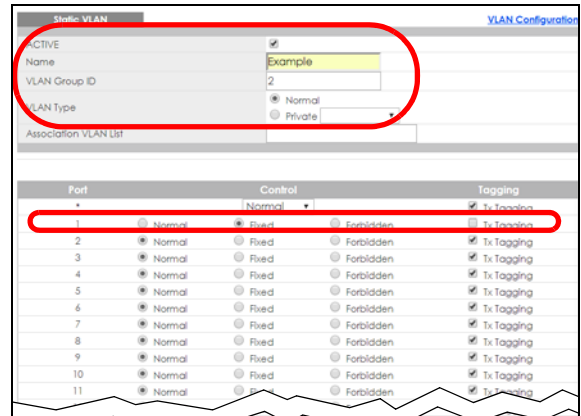 Static VLAN VLAN Configuration
ACTIVE
Name Example
VLAN Group ID 2
VLAN Type Normal
Private
Association VLAN List
Port Control Tagging
* Normal Tx Tagging
1 Normal Fixed Forbidden Tx Tagging
2 Normal Fixed Forbidden Tx Tagging
3 Normal Fixed Forbidden Tx Tagging
4 Normal Fixed Forbidden Tx Tagging
5 Normal Fixed Forbidden Tx Tagging
6 Normal Fixed Forbidden Tx Tagging
7 Normal Fixed Forbidden Tx Tagging
8 Normal Fixed Forbidden Tx Tagging
9 Normal Fixed Forbidden Tx Tagging
10 Normal Fixed Forbidden Tx Tagging
11 Normal Fixed Forbidden Tx Tagging